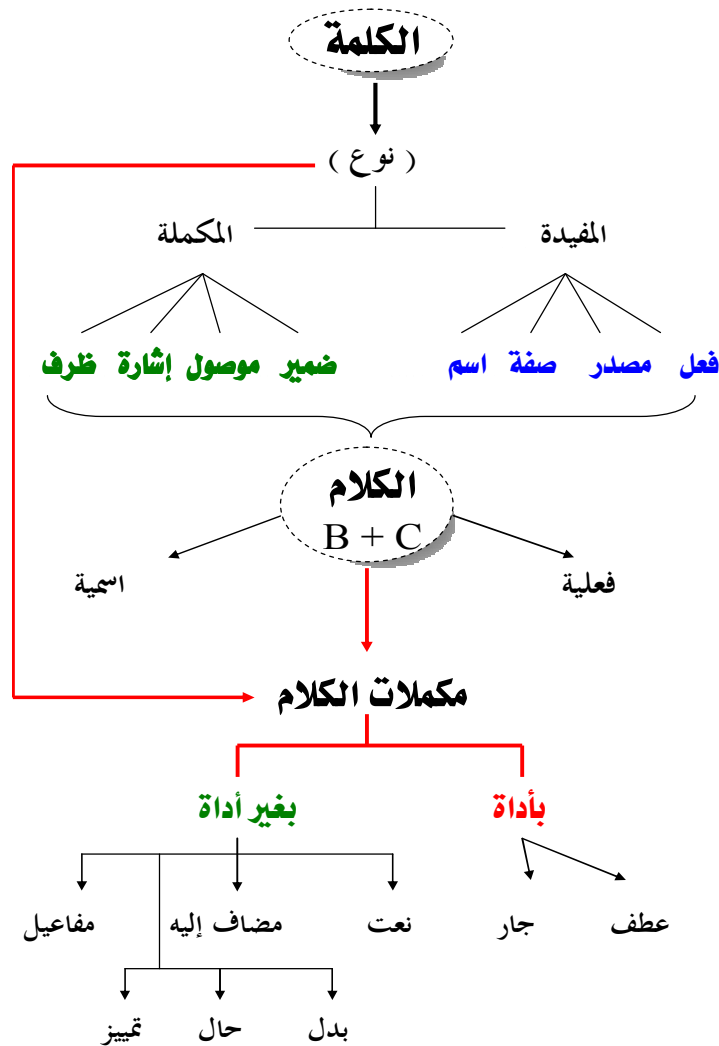 الكلمة
( نوع )
المفيدة المكملة
فعل مصدر صفة اسم ضمير موصول إشارة ظرف
الكلام
B + C
فعلية اسمية
مكملات الكلام
بأداة بغير أداة
عطف جار نعت مضاف إليه مفاعيل
بدل حال تمييز